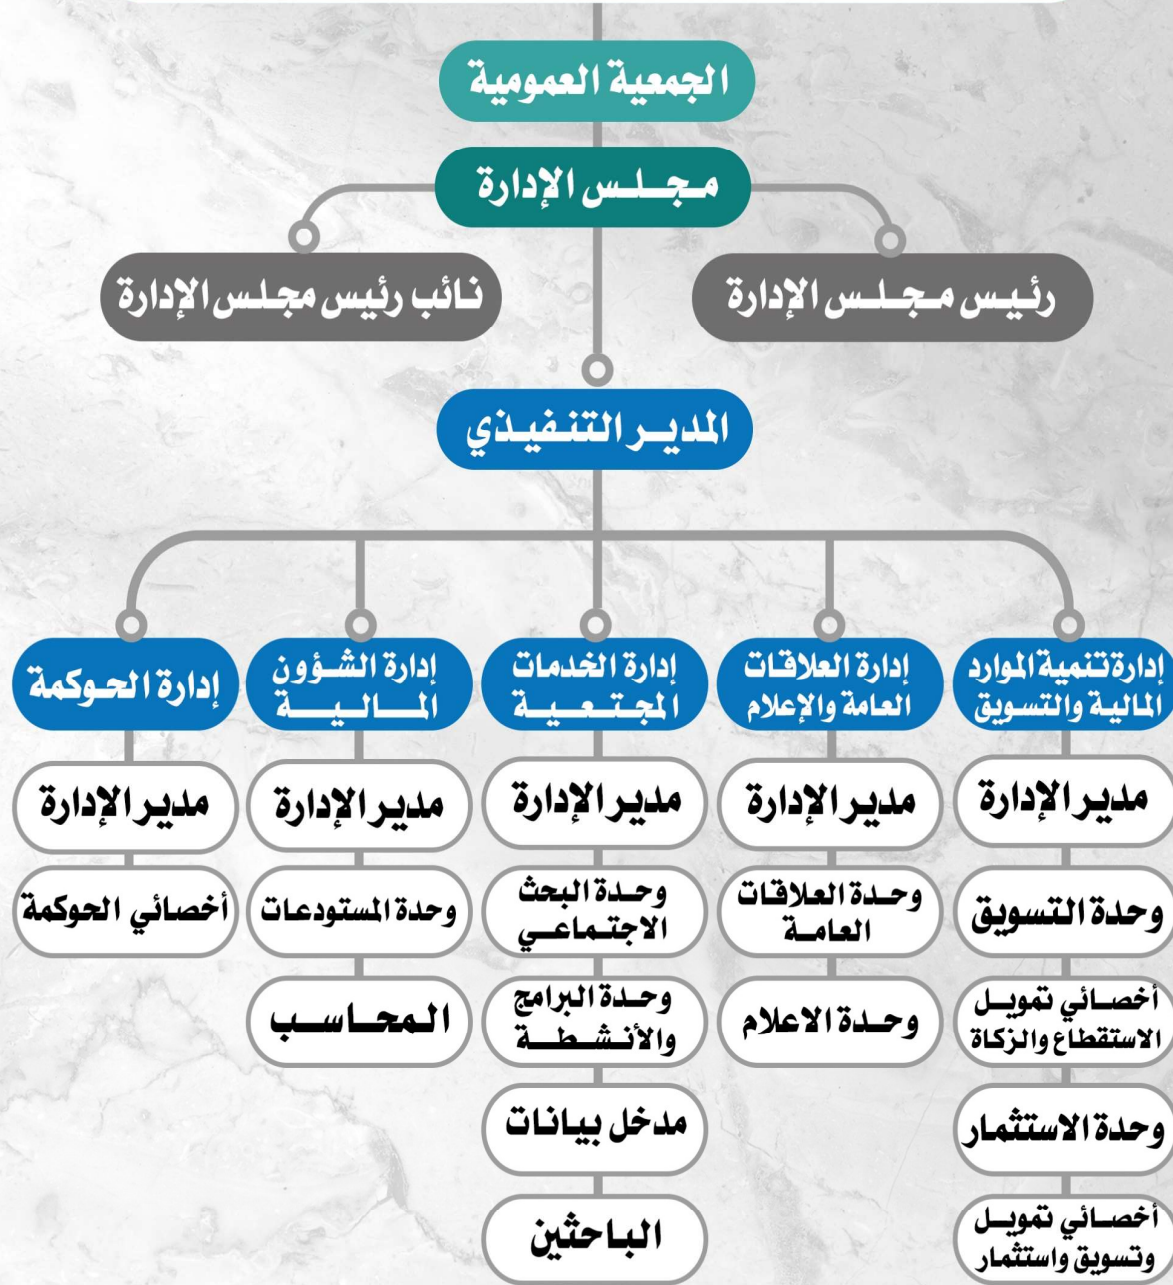 الجمعية العمومية
مجلس الإدارة
رئيس مجلس الإدارة
نائب رئيس مجلس الإدارة
المدير التنفيذي
إدارة تنمية الموارد
المالية والتسويق
مدير الإدارة
وحدة التسويق
أخصائي تمويل
الاستقطاع والزكاة
وحدة الاستثمار
أخصائي تمويل
وتسويق واستثمار
إدارة العلاقات
العامة والإعلام
مدير الإدارة
وحدة العلاقات
العامة
وحدة الاعلام
إدارة الخدمات
المجتعية
مدير الإدارة
وحدة البحث
الاجتماعي
وحدة البرامج
والأنشطة
مدخل بيانات
الباحثين
إدارة الشؤون
المالية
مدير الإدارة
وحدة المستودعات
المحاسب
إدارة الحوكمة
مدير الإدارة
أخصائي الحوكمة